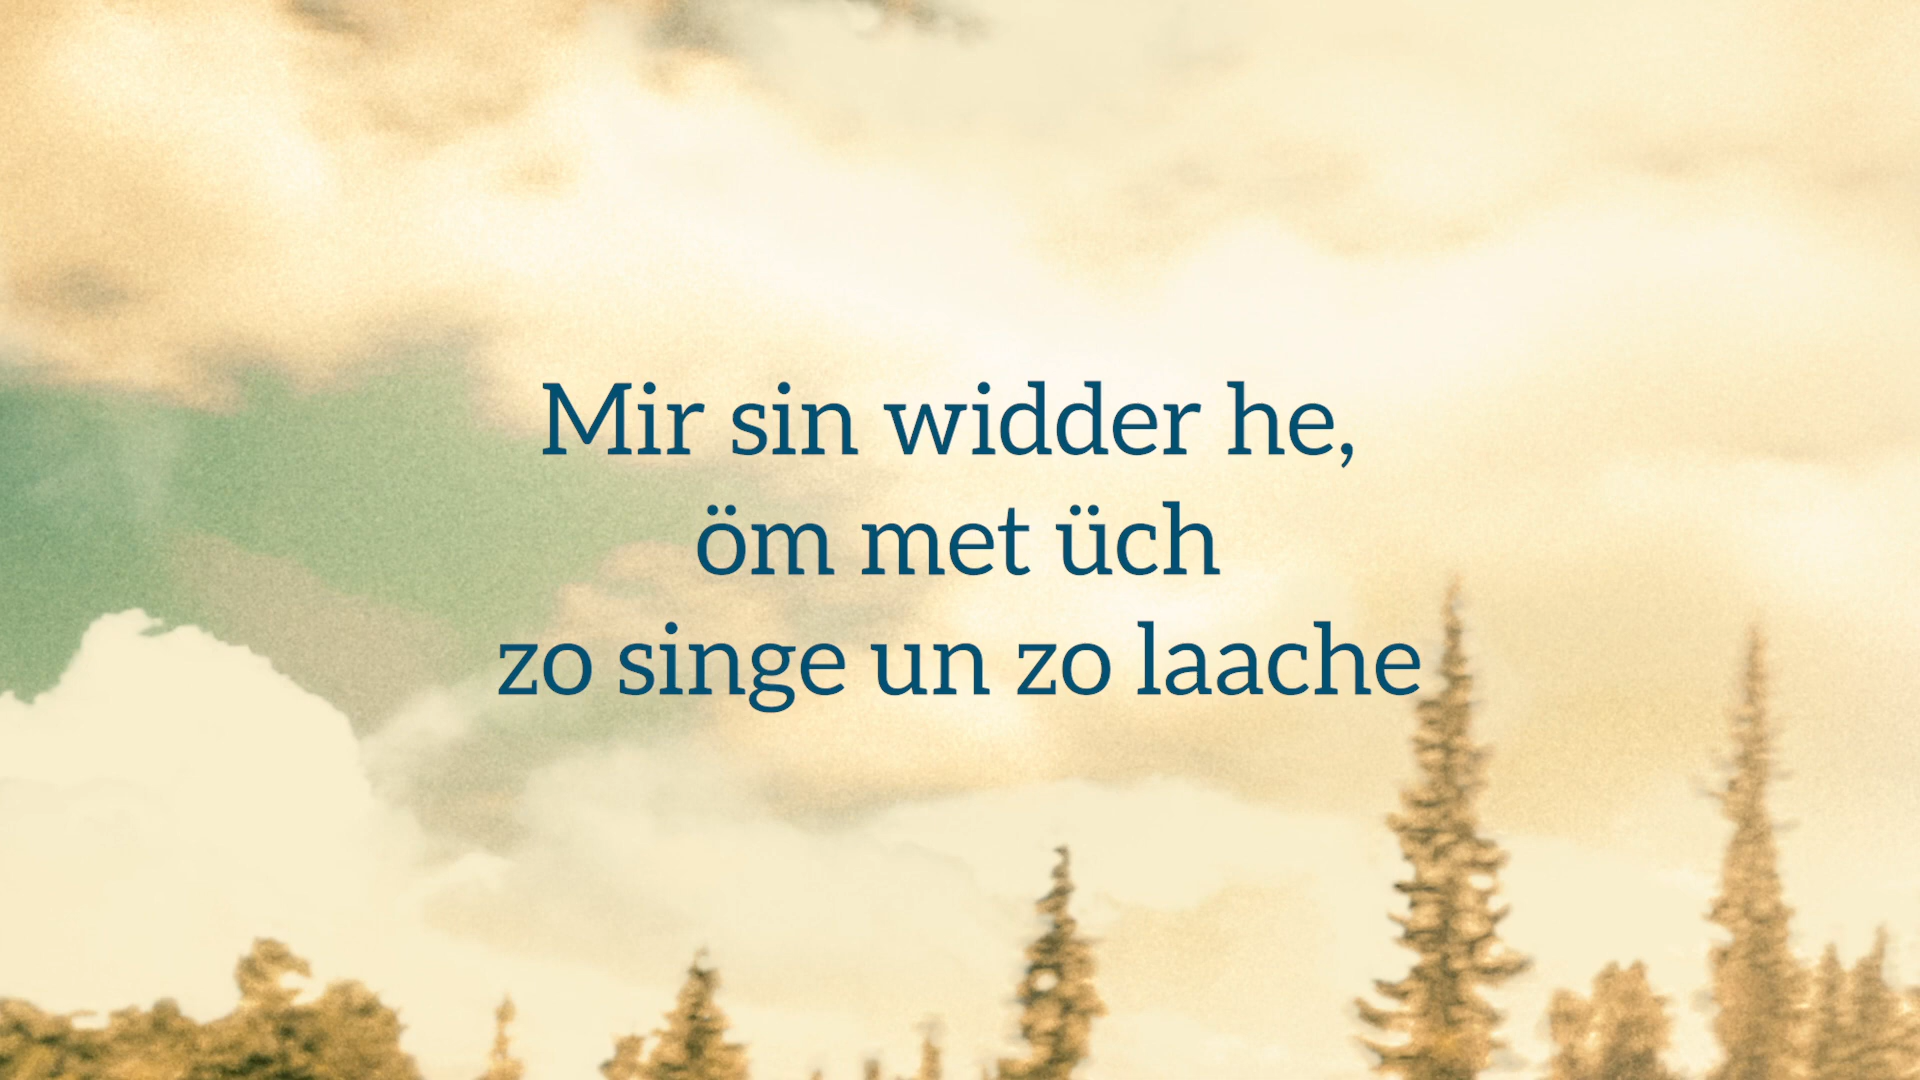 Mir sin widder he,
öm met üch
zo singe un zo laache